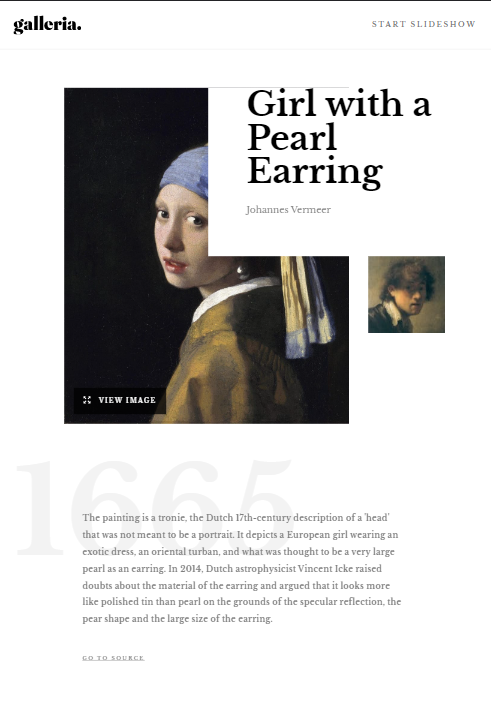 galleria.
START SLIDESHOW
Girl with a
Pearl
Earring
Johannes Vermeer
VIEW IMAGE
1665
The painting is a tronie, the Dutch 17th-century description of a 'head'
that was not meant to be a portrait. It depicts a European girl wearing an
exotic dress, an oriental turban, and what was thought to be a very large
pearl as an earring. In 2014, Dutch astrophysicist Vincent Icke raised
doubts about the material of the earring and argued that it looks more
like polished tin than pearl on the grounds of the specular reflection, the
pear shape and the large size of the earring.
GO TO SOURCE